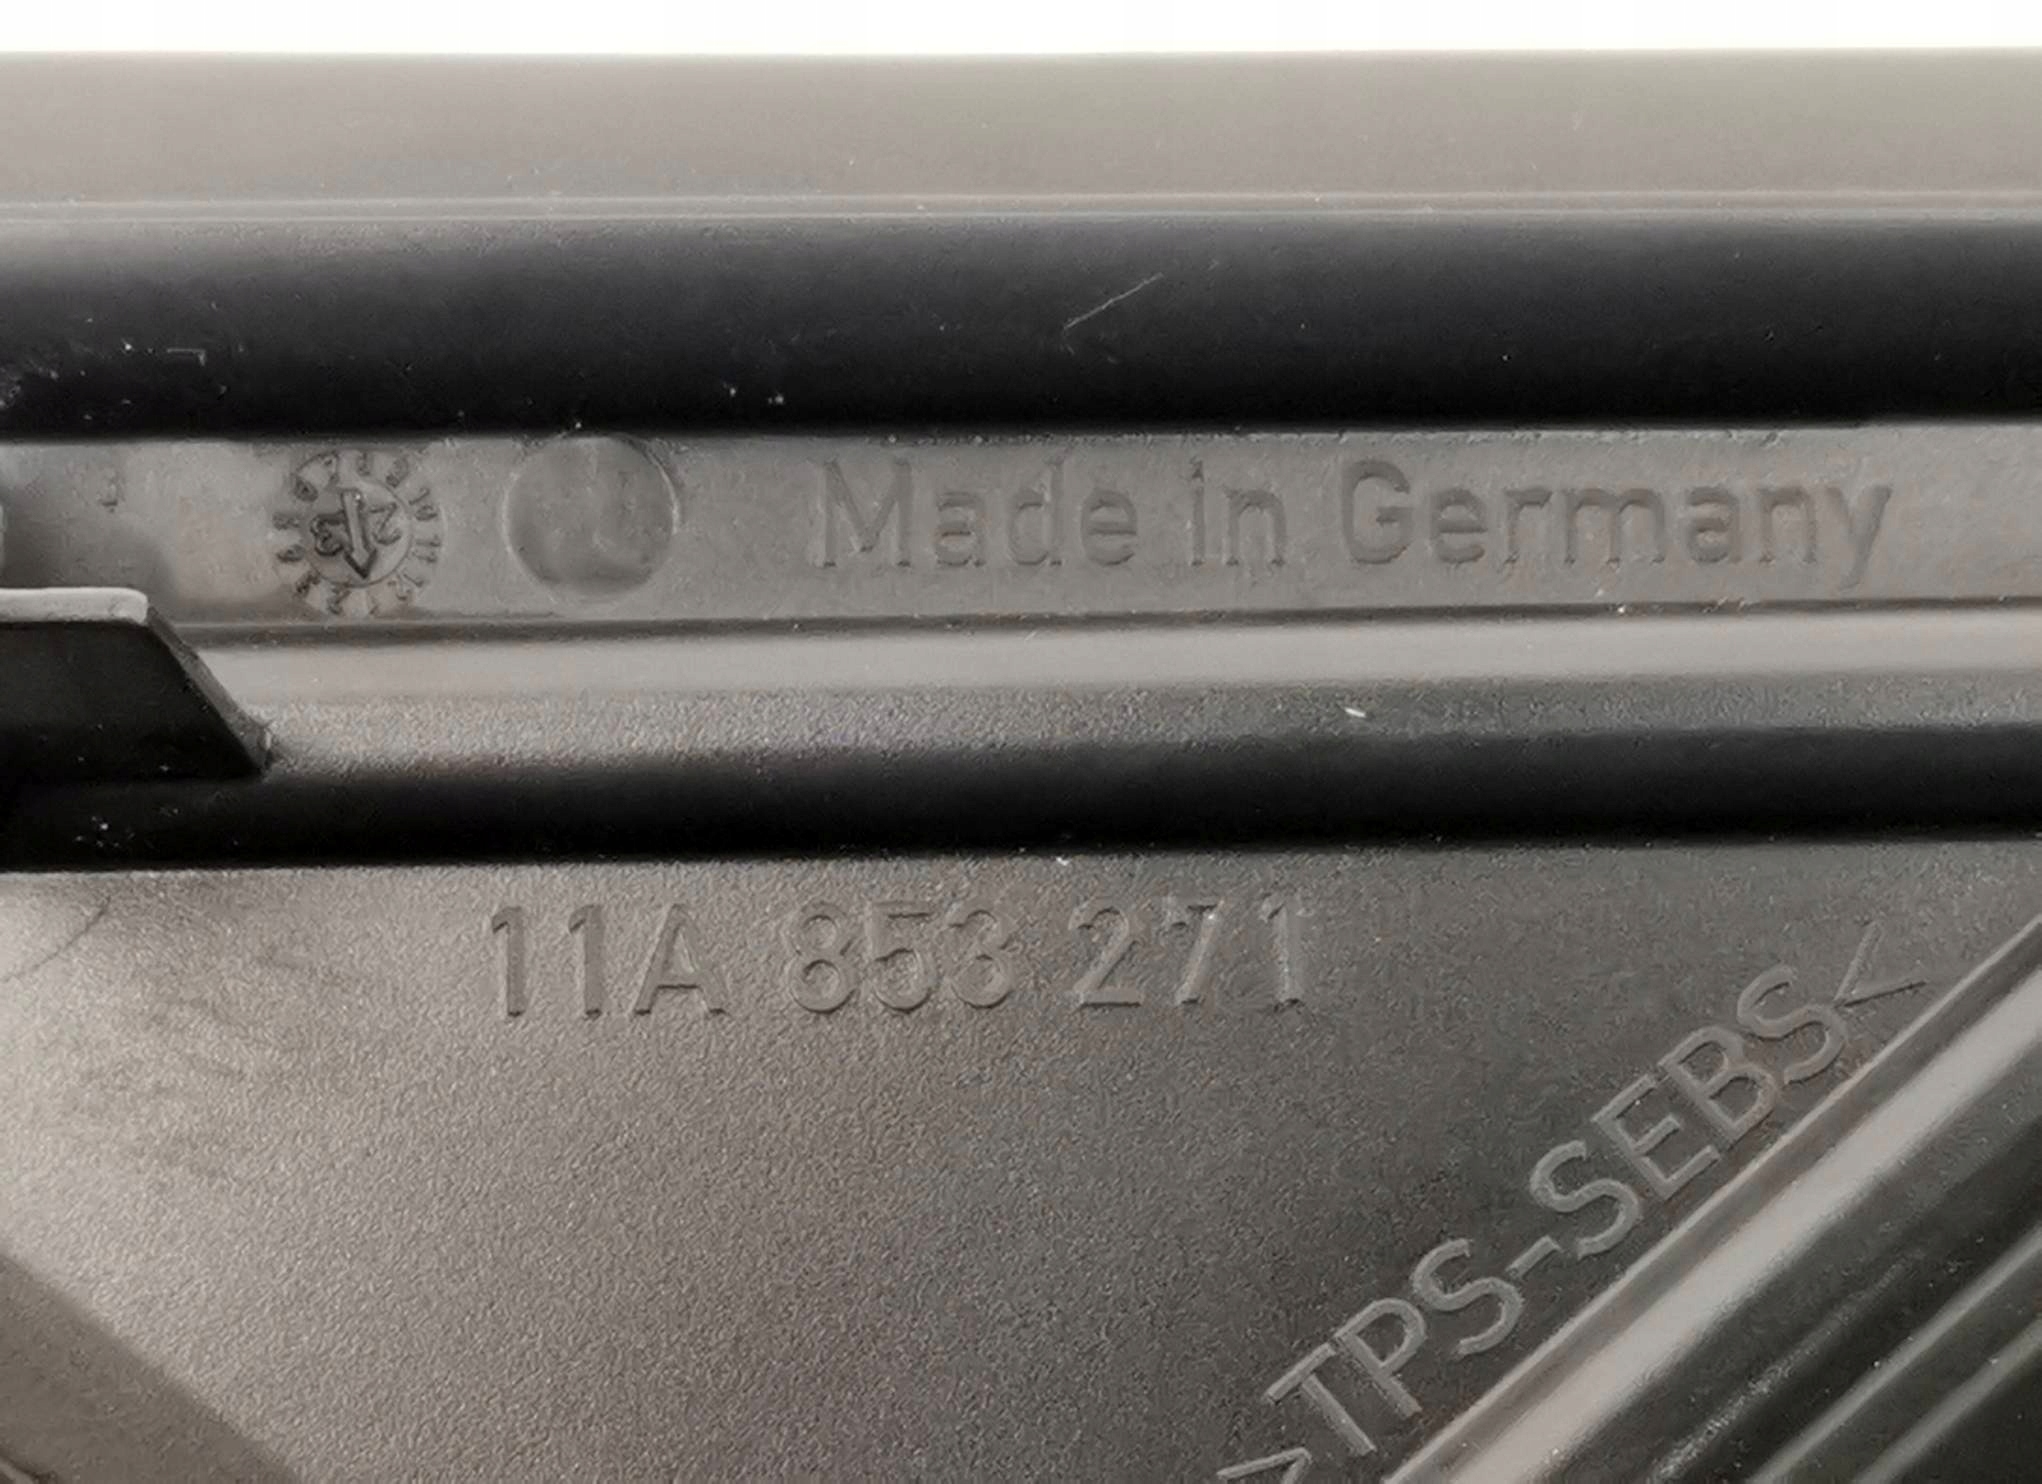 Made in Germany
11A 853 271
>TPS-SEBS<